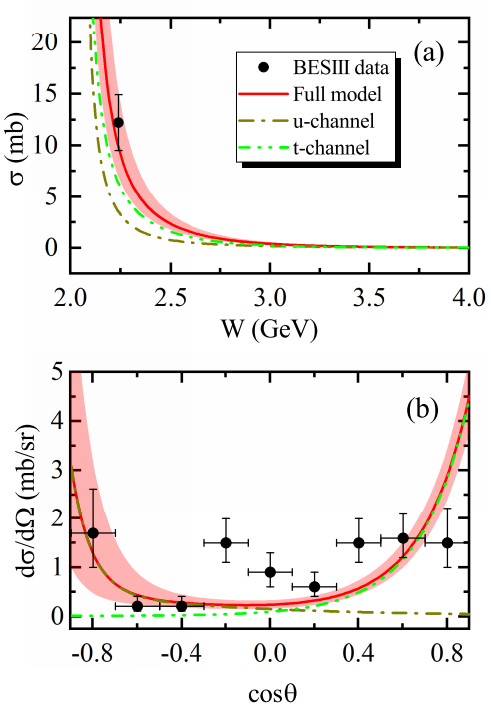 20
15
10
5
0
σ (mb)
(a)
BESIII data
Full model
u-channel
t-channel
2.0 2.5 3.0 3.5 4.0
W (GeV)
5
4
3
2
1
0
dσ/dΩ (mb/sr)
(b)
-0.8 -0.4 0.0 0.4 0.8
cosθ